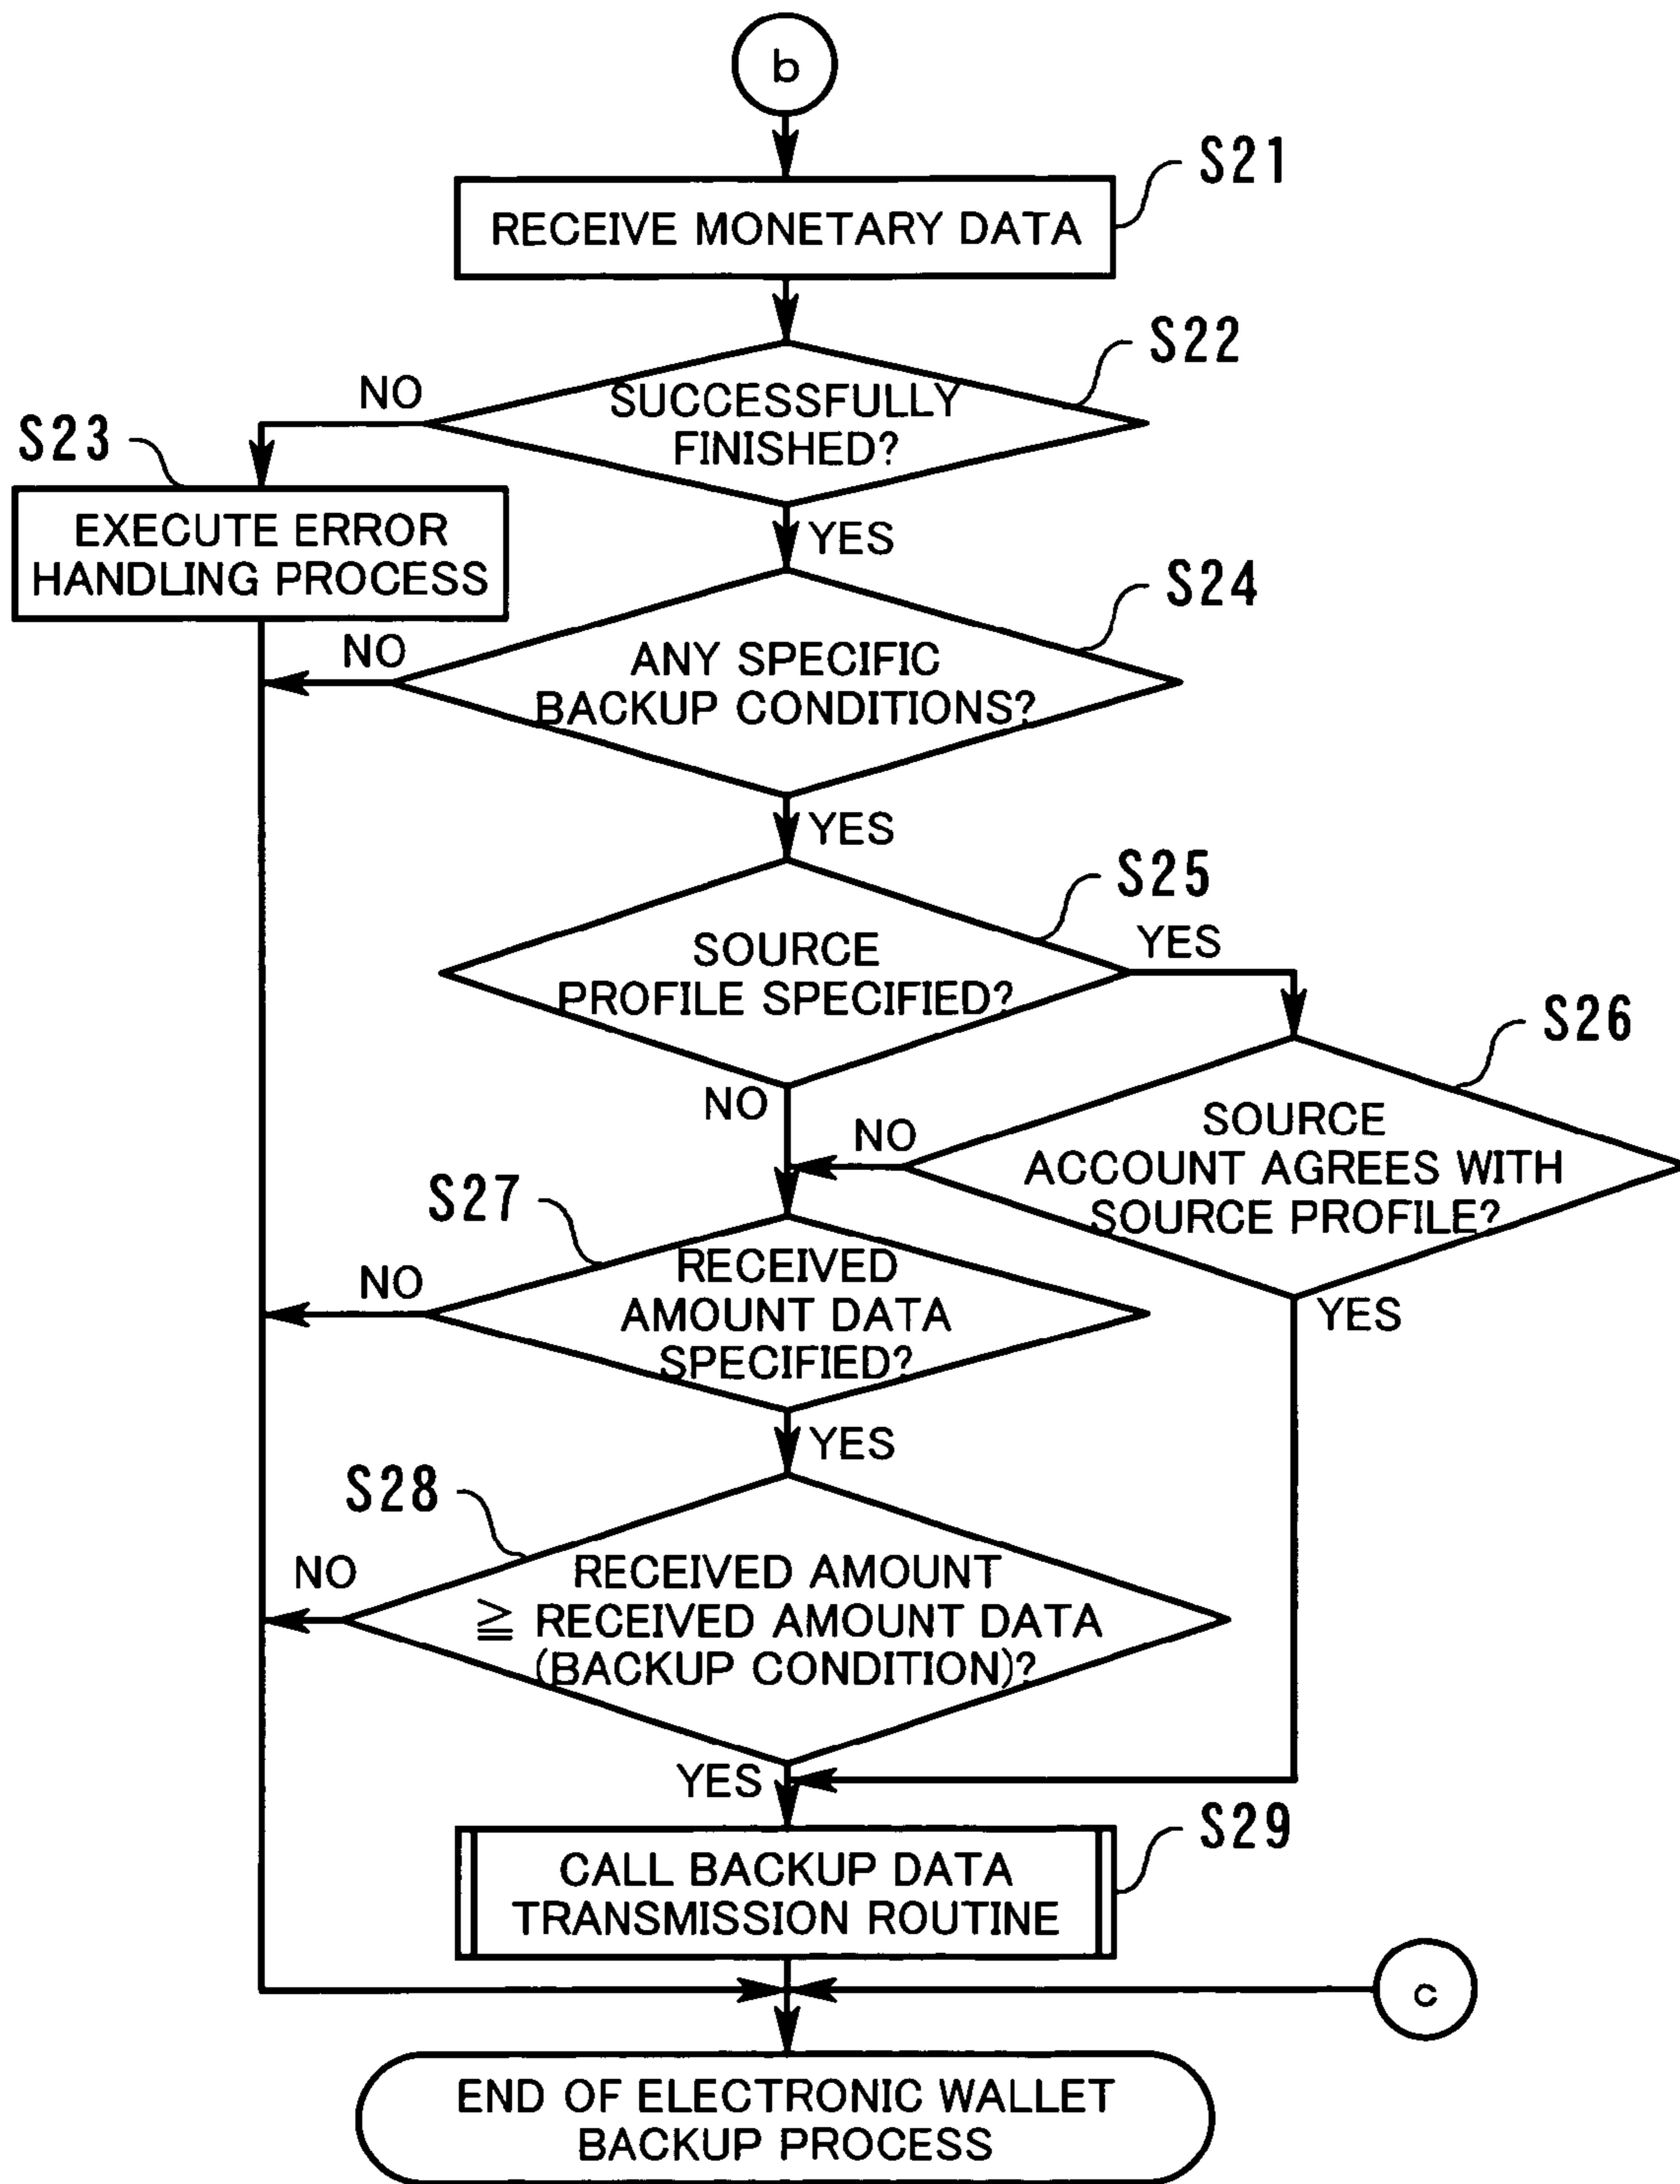 b
S21
RECEIVE MONETARY DATA
S22
NO
SUCCESSFULLY
FINISHED?
S23
EXECUTE ERROR
HANDLING PROCESS
YES
S24
NO
ANY SPECIFIC
BACKUP CONDITIONS?
YES
S25
SOURCE
PROFILE SPECIFIED?
YES
S26
NO
SOURCE
ACCOUNT AGREES WITH
SOURCE PROFILE?
NO
YES
S27
NO
RECEIVED
AMOUNT DATA
SPECIFIED?
YES
S28
NO
RECEIVED AMOUNT
≧ RECEIVED AMOUNT DATA
(BACKUP CONDITION)?
YES
S29
CALL BACKUP DATA
TRANSMISSION ROUTINE
c
END OF ELECTRONIC WALLET
BACKUP PROCESS